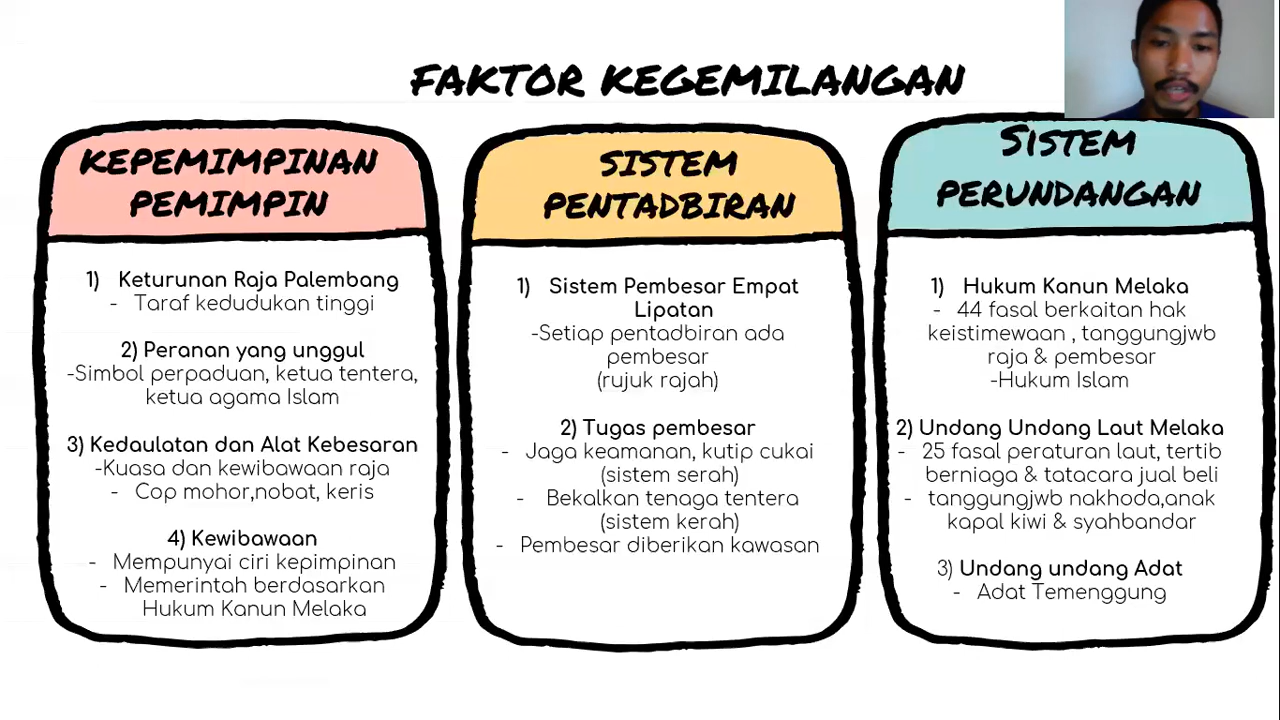 FAKTOR KEGEMILANGAN
KEPEMIMPINAN
PEMIMPIN
1) Keturunan Raja Palembang
- Taraf kedudukan tinggi
2) Peranan yang unggul
-Simbol perpaduan, ketua tentera,
ketua agama Islam
3) Kedaulatan dan Alat Kebesaran
-Kuasa dan kewibawaan raja
- Cop mohor,nobat, keris
4) Kewibawaan
- Mempunyai ciri kepimpinan
- Memerintah berdasarkan
Hukum Kanun Melaka
SISTEM
PENTADBIRAN
1) Sistem Pembesar Empat
Lipatan
-Setiap pentadbiran ada
pembesar
(rujuk rajah)
2) Tugas pembesar
- Jaga keamanan, kutip cukai
(sistem serah)
- Bekalkan tenaga tentera
(sistem kerah)
- Pembesar diberikan kawasan
SISTEM
PERUNDANGAN
1) Hukum Kanun Melaka
- 44 fasal berkaitan hak
keistimewaan , tanggungjwb
raja & pembesar
-Hukum Islam
2) Undang Undang Laut Melaka
- 25 fasal peraturan laut, tertib
berniaga & tatacara jual beli
- tanggungjwb nakhoda,anak
kapal kiwi & syahbandar
3) Undang undang Adat
- Adat Temenggung